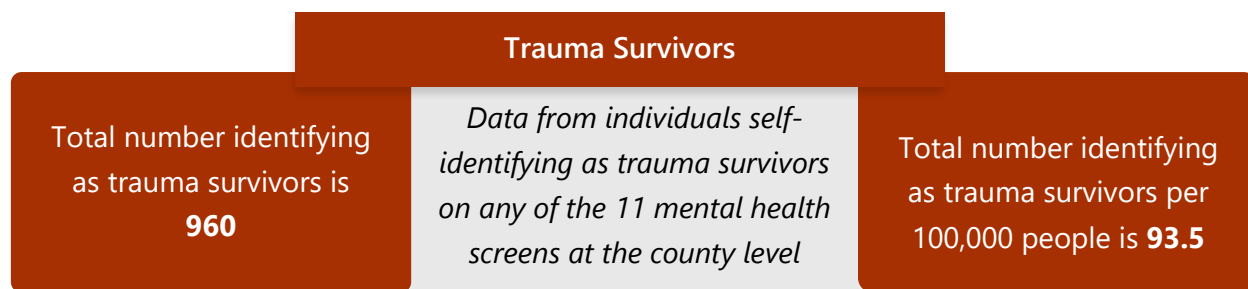 Trauma Survivors
Total number identifying
as trauma survivors is
960
Data from individuals self-
identifying as trauma survivors
on any of the 11 mental health
screens at the county level
Total number identifying
as trauma survivors per
100,000 people is 93.5